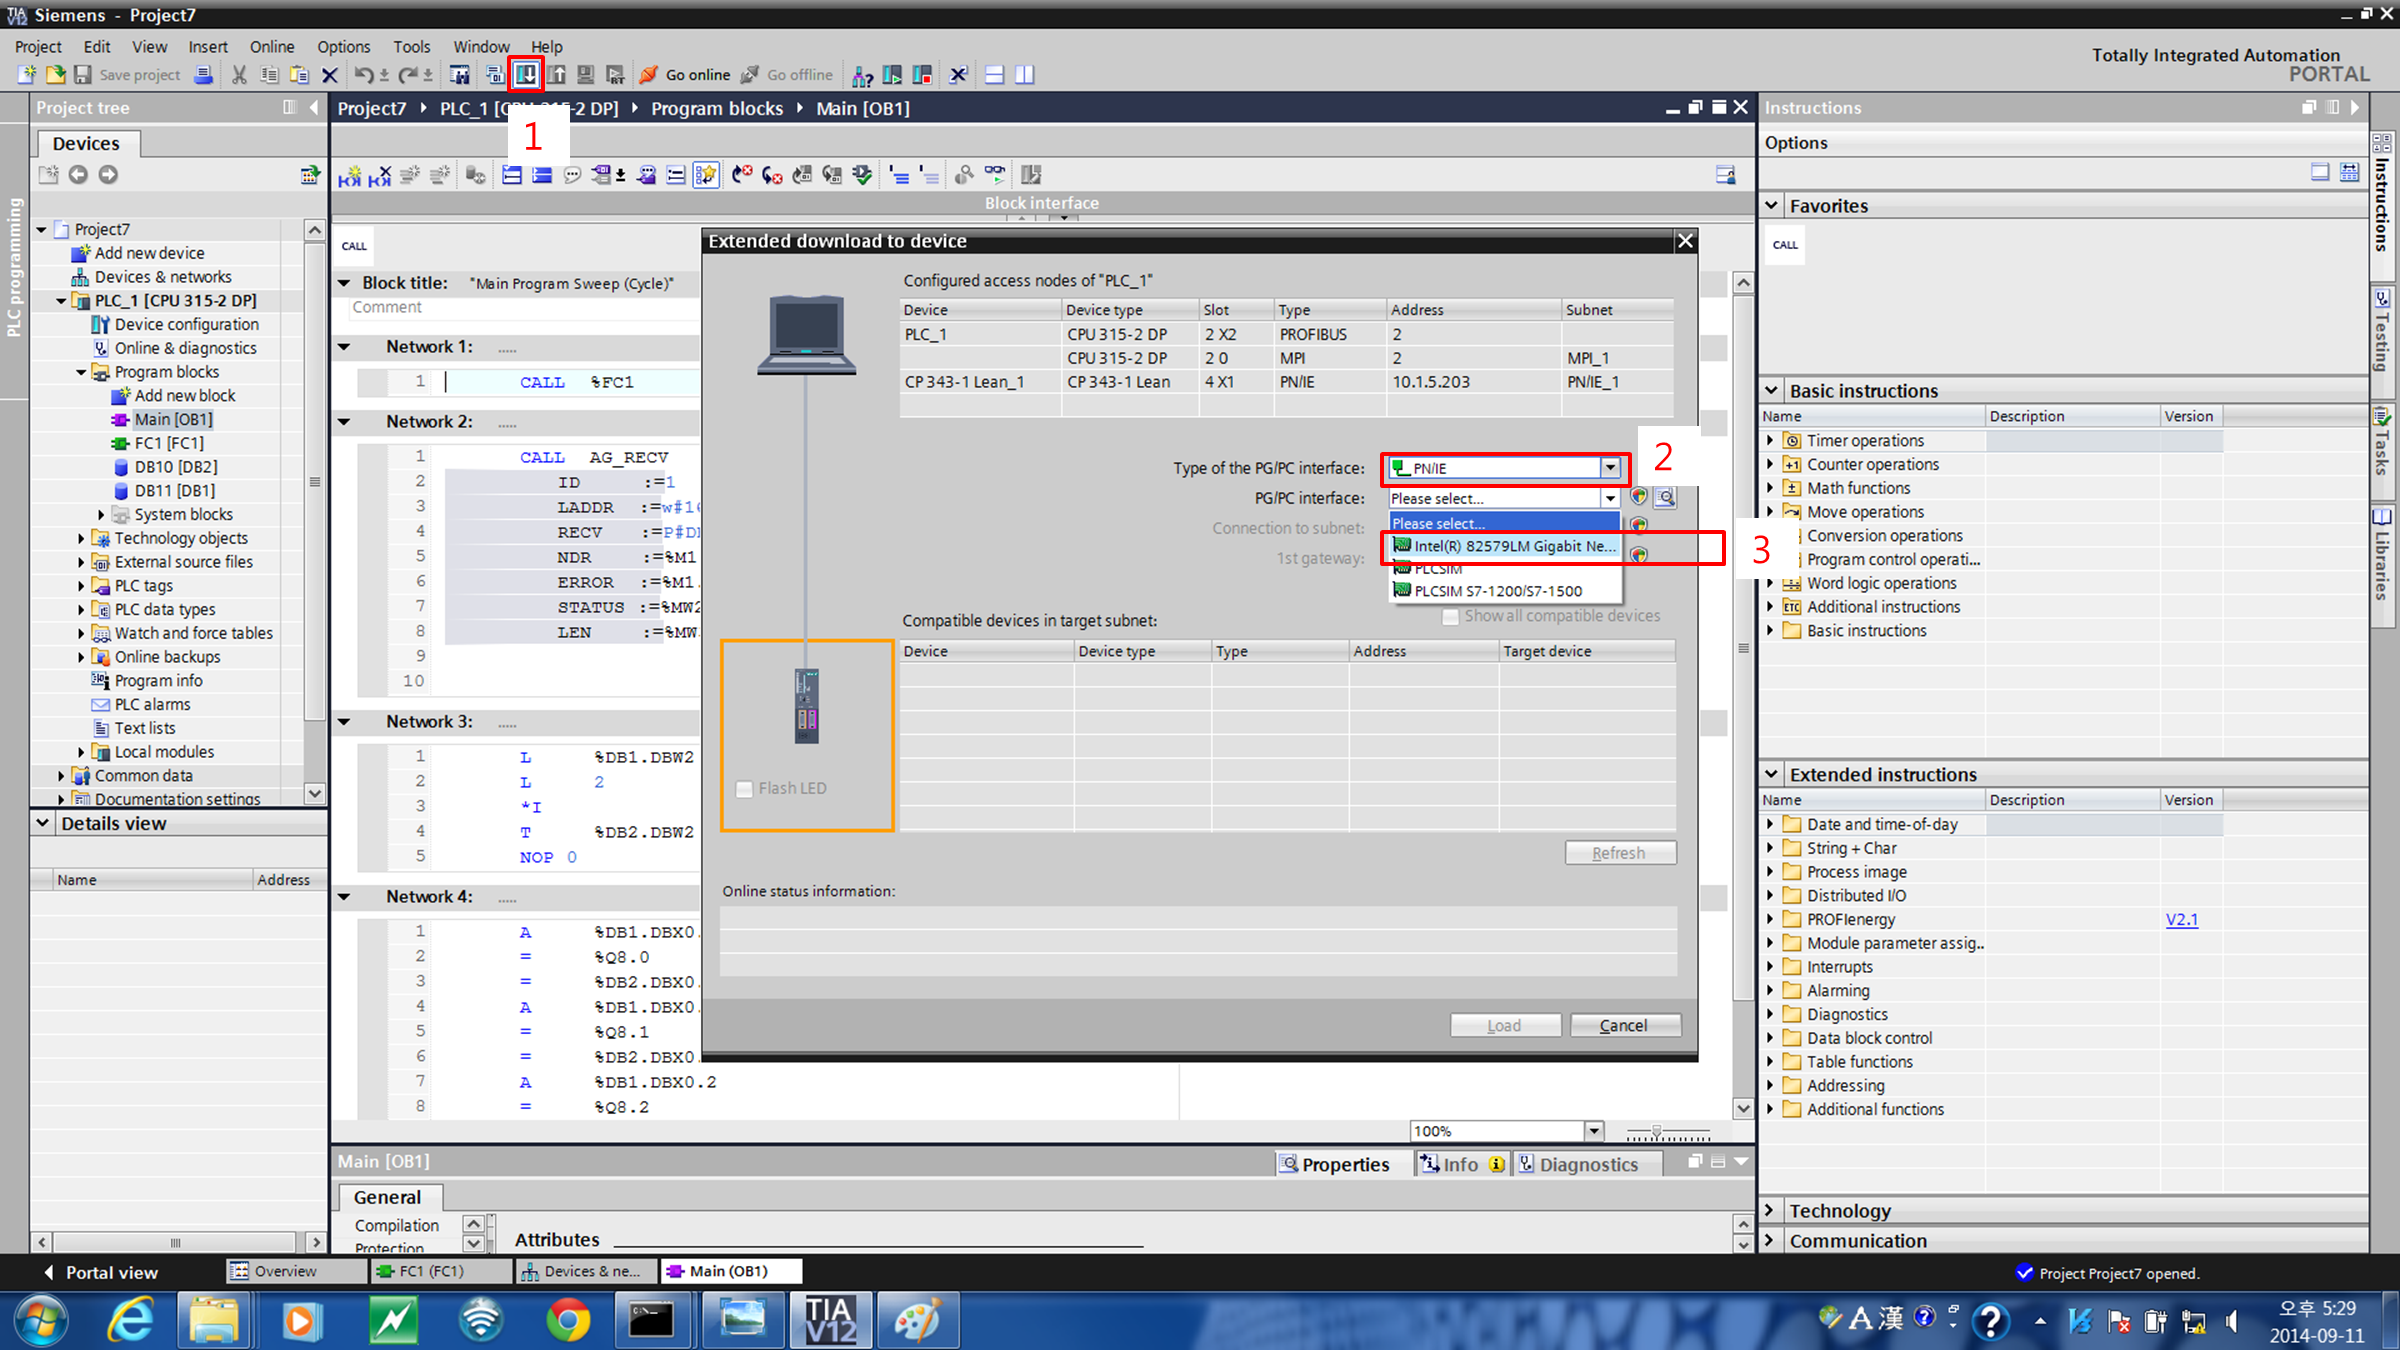 Siemens - Project7
Project Edit View Insert Online Options Tools Window Help
Save project
Go online
Go offline
Totally Integrated Automation
PORTAL
Project tree
Devices
PLC programming
Project7
Add new device
Devices & networks
PLC_1 [CPU 315-2 DP]
Device configuration
Online & diagnostics
Program blocks
Add new block
Main [OB1]
FC1 [FC1]
DB10 [DB2]
DB11 [DB1]
System blocks
Technology objects
External source files
PLC tags
PLC data types
Watch and force tables
Online backups
Program info
PLC alarms
Text lists
Local modules
Common data
Documentation settings
Details view
Name Address
Project7 PLC_1 [CPU 315-2 DP] Program blocks Main [OB1]
1
Block interface
CALL
Block title: "Main Program Sweep (Cycle)"
Comment
Network 1: .....
1 CALL %FC1
Network 2: .....
1 CALL AG_RECV
2 ID :=1
3 LADDR :=w#16
4 RECV :=P#D
5 NDR :=%M1
6 ERROR :=%M1.
7 STATUS :=%MW2
8 LEN :=%MW
9
10
Network 3: .....
1 L %DB1.DBW2
2 L 2
3 *I
4 T %DB2.DBW2
5 NOP 0
Network 4: .....
1 A %DB1.DBX0.
2 = %Q8.0
3 = %DB2.DBX0.
4 A %DB1.DBX0.
5 = %Q8.1
6 = %DB2.DBX0.
7 A %DB1.DBX0.2
8 = %Q8.2
100%
Extended download to device
Configured access nodes of "PLC_1"
Device Device type Slot Type Address Subnet
PLC_1 CPU 315-2 DP 2 X2 PROFIBUS 2
CPU 315-2 DP 2 0 MPI 2 MPI_1
CP 343-1 Lean_1 CP 343-1 Lean 4 X1 PN/IE 10.1.5.203 PN/IE_1
Type of the PG/PC interface: PN/IE
2
PG/PC interface: Please select...
Connection to subnet: Please select...
1st gateway: Intel(R) 82579LM Gigabit Ne...
3
PLCSIM
PLCSIM S7-1200/S7-1500
Compatible devices in target subnet:
Show all compatible devices
Device Device type Type Address Target device
Flash LED
Refresh
Online status information:
Load Cancel
Main [OB1]
Properties Info Diagnostics
General
Compilation
Protection
Attributes
Instructions
Options
Favorites
CALL
Basic instructions
Name Description Version
Timer operations
Counter operations
Math functions
Move operations
Conversion operations
Program control operati...
Word logic operations
Additional instructions
Basic instructions
Extended instructions
Name Description Version
Date and time-of-day
String + Char
Process image
Distributed I/O
PROFIenergy V2.1
Module parameter assig..
Interrupts
Alarming
Diagnostics
Data block control
Table functions
Addressing
Additional functions
Technology
Communication
Instructions
Testing
Tasks
Libraries
Portal view
Overview
FC1 (FC1)
Devices & ne...
Main (OB1)
Project Project7 opened.
TIA
V12
A 漢
오후 5:29
2014-09-11